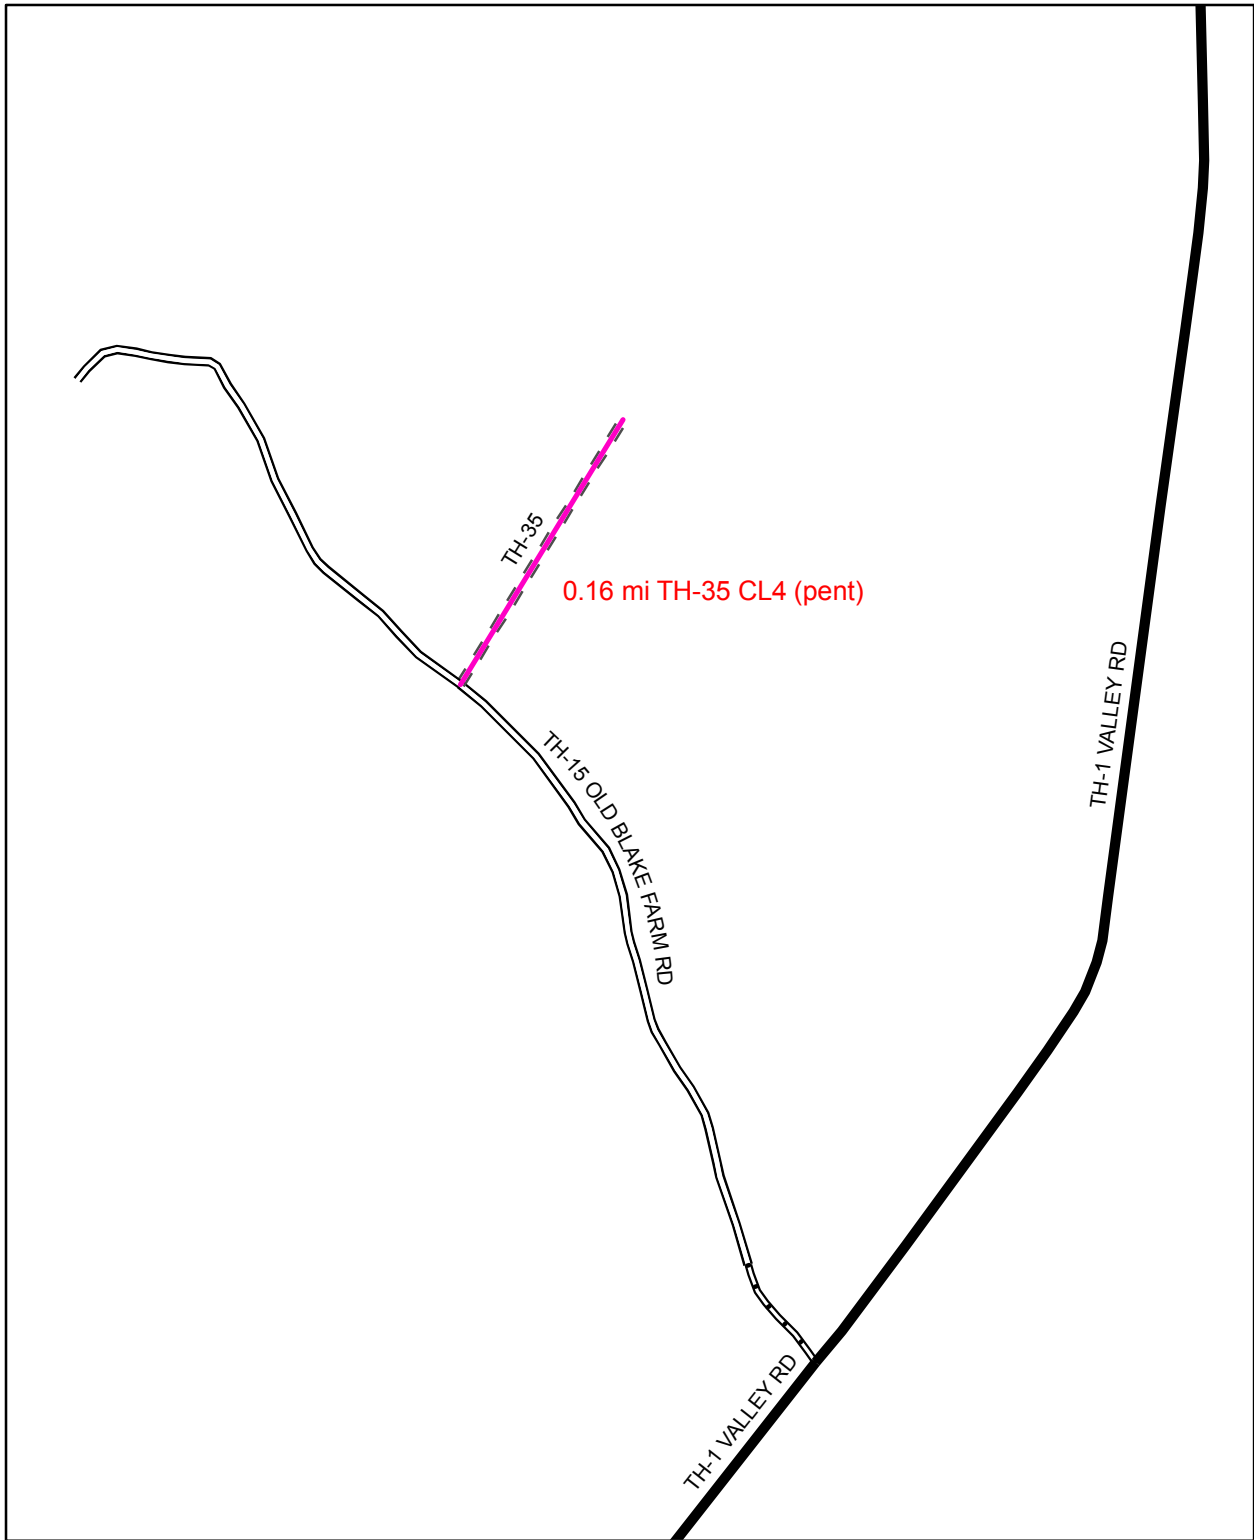 TH-35
0.16 mi TH-35 CL4 (pent)
TH-1 VALLEY RD
TH-15 OLD BLAKE FARM RD
TH-1 VALLEY RD